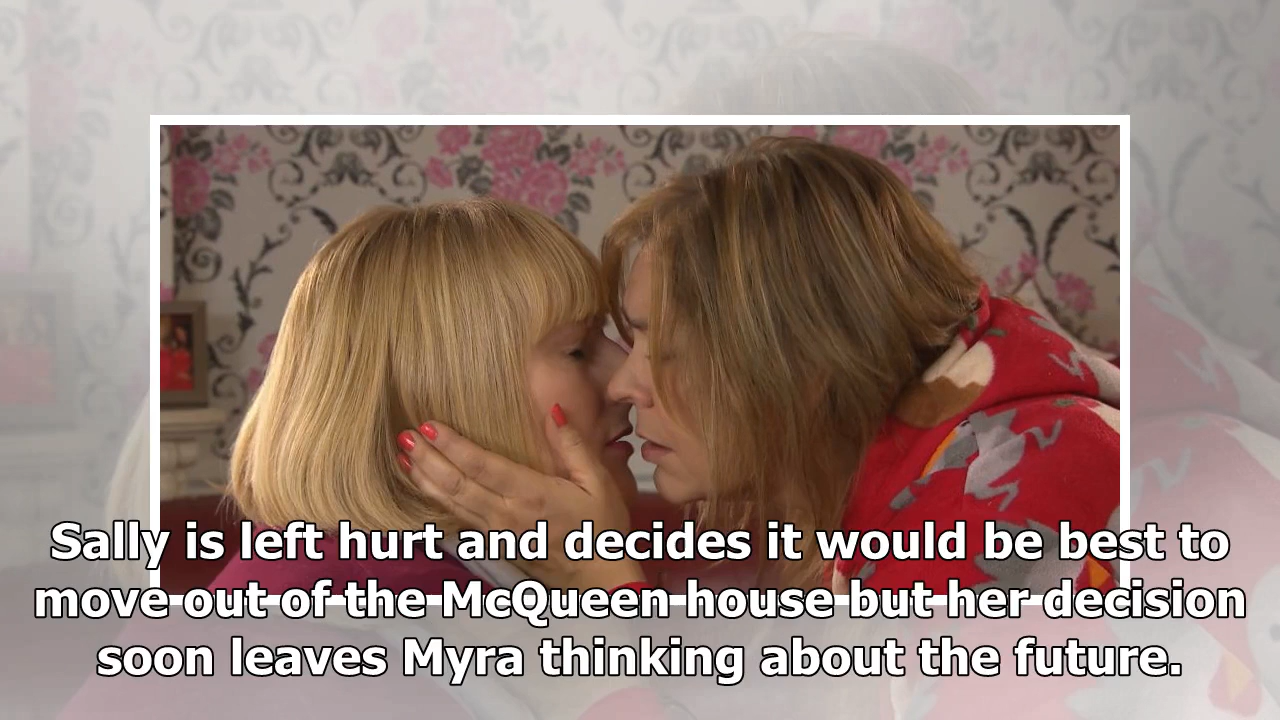 Sally is left hurt and decides it would be best to
move out of the McQueen house but her decision
soon leaves Myra thinking about the future.